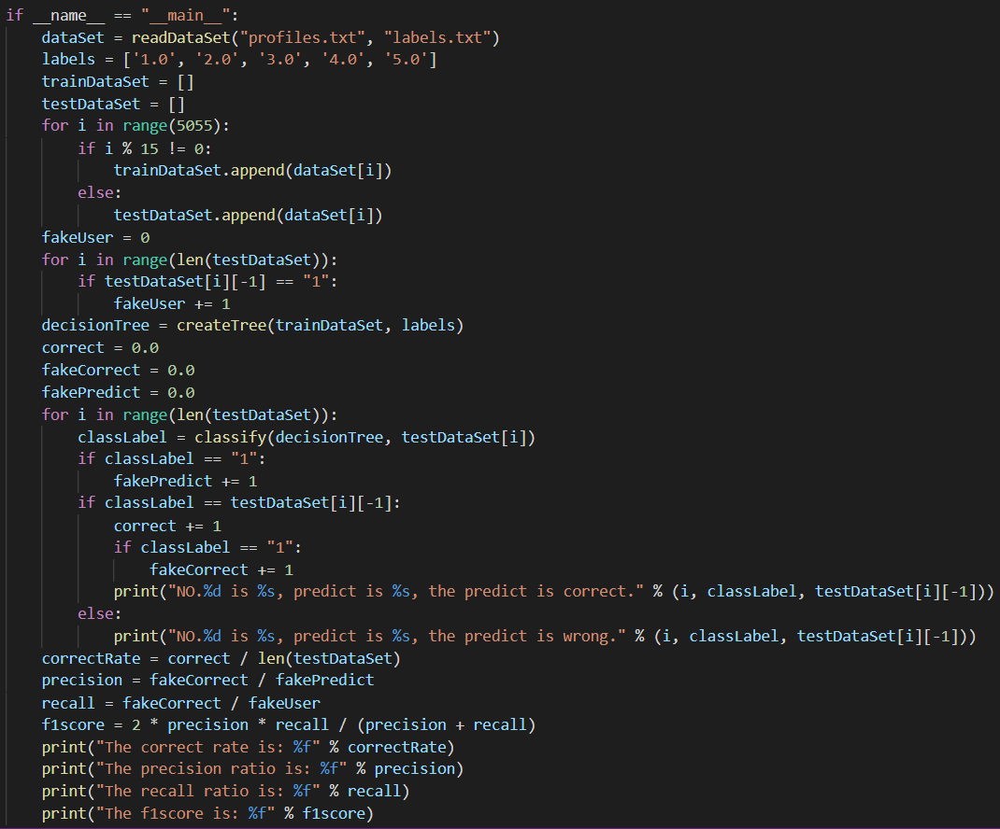 if __name__ == "__main__":
    dataSet = readDataSet("profiles.txt", "labels.txt")
    labels = ['1.0', '2.0', '3.0', '4.0', '5.0']
    trainDataSet = []
    testDataSet = []
    for i in range(5055):
        if i % 15 != 0:
            trainDataSet.append(dataSet[i])
        else:
            testDataSet.append(dataSet[i])
    fakeUser = 0
    for i in range(len(testDataSet)):
        if testDataSet[i][-1] == "1":
            fakeUser += 1
    decisionTree = createTree(trainDataSet, labels)
    correct = 0.0
    fakeCorrect = 0.0
    fakePredict = 0.0
    for i in range(len(testDataSet)):
        classLabel = classify(decisionTree, testDataSet[i])
        if classLabel == "1":
            fakePredict += 1
        if classLabel == testDataSet[i][-1]:
            correct += 1
            if classLabel == "1":
                fakeCorrect += 1
            print("NO.%d is %s, predict is %s, the predict is correct." % (i, classLabel, testDataSet[i][-1]))
        else:
            print("NO.%d is %s, predict is %s, the predict is wrong." % (i, classLabel, testDataSet[i][-1]))
    correctRate = correct / len(testDataSet)
    precision = fakeCorrect / fakePredict
    recall = fakeCorrect / fakeUser
    f1score = 2 * precision * recall / (precision + recall)
    print("The correct rate is: %f" % correctRate)
    print("The precision ratio is: %f" % precision)
    print("The recall ratio is: %f" % recall)
    print("The f1score is: %f" % f1score)